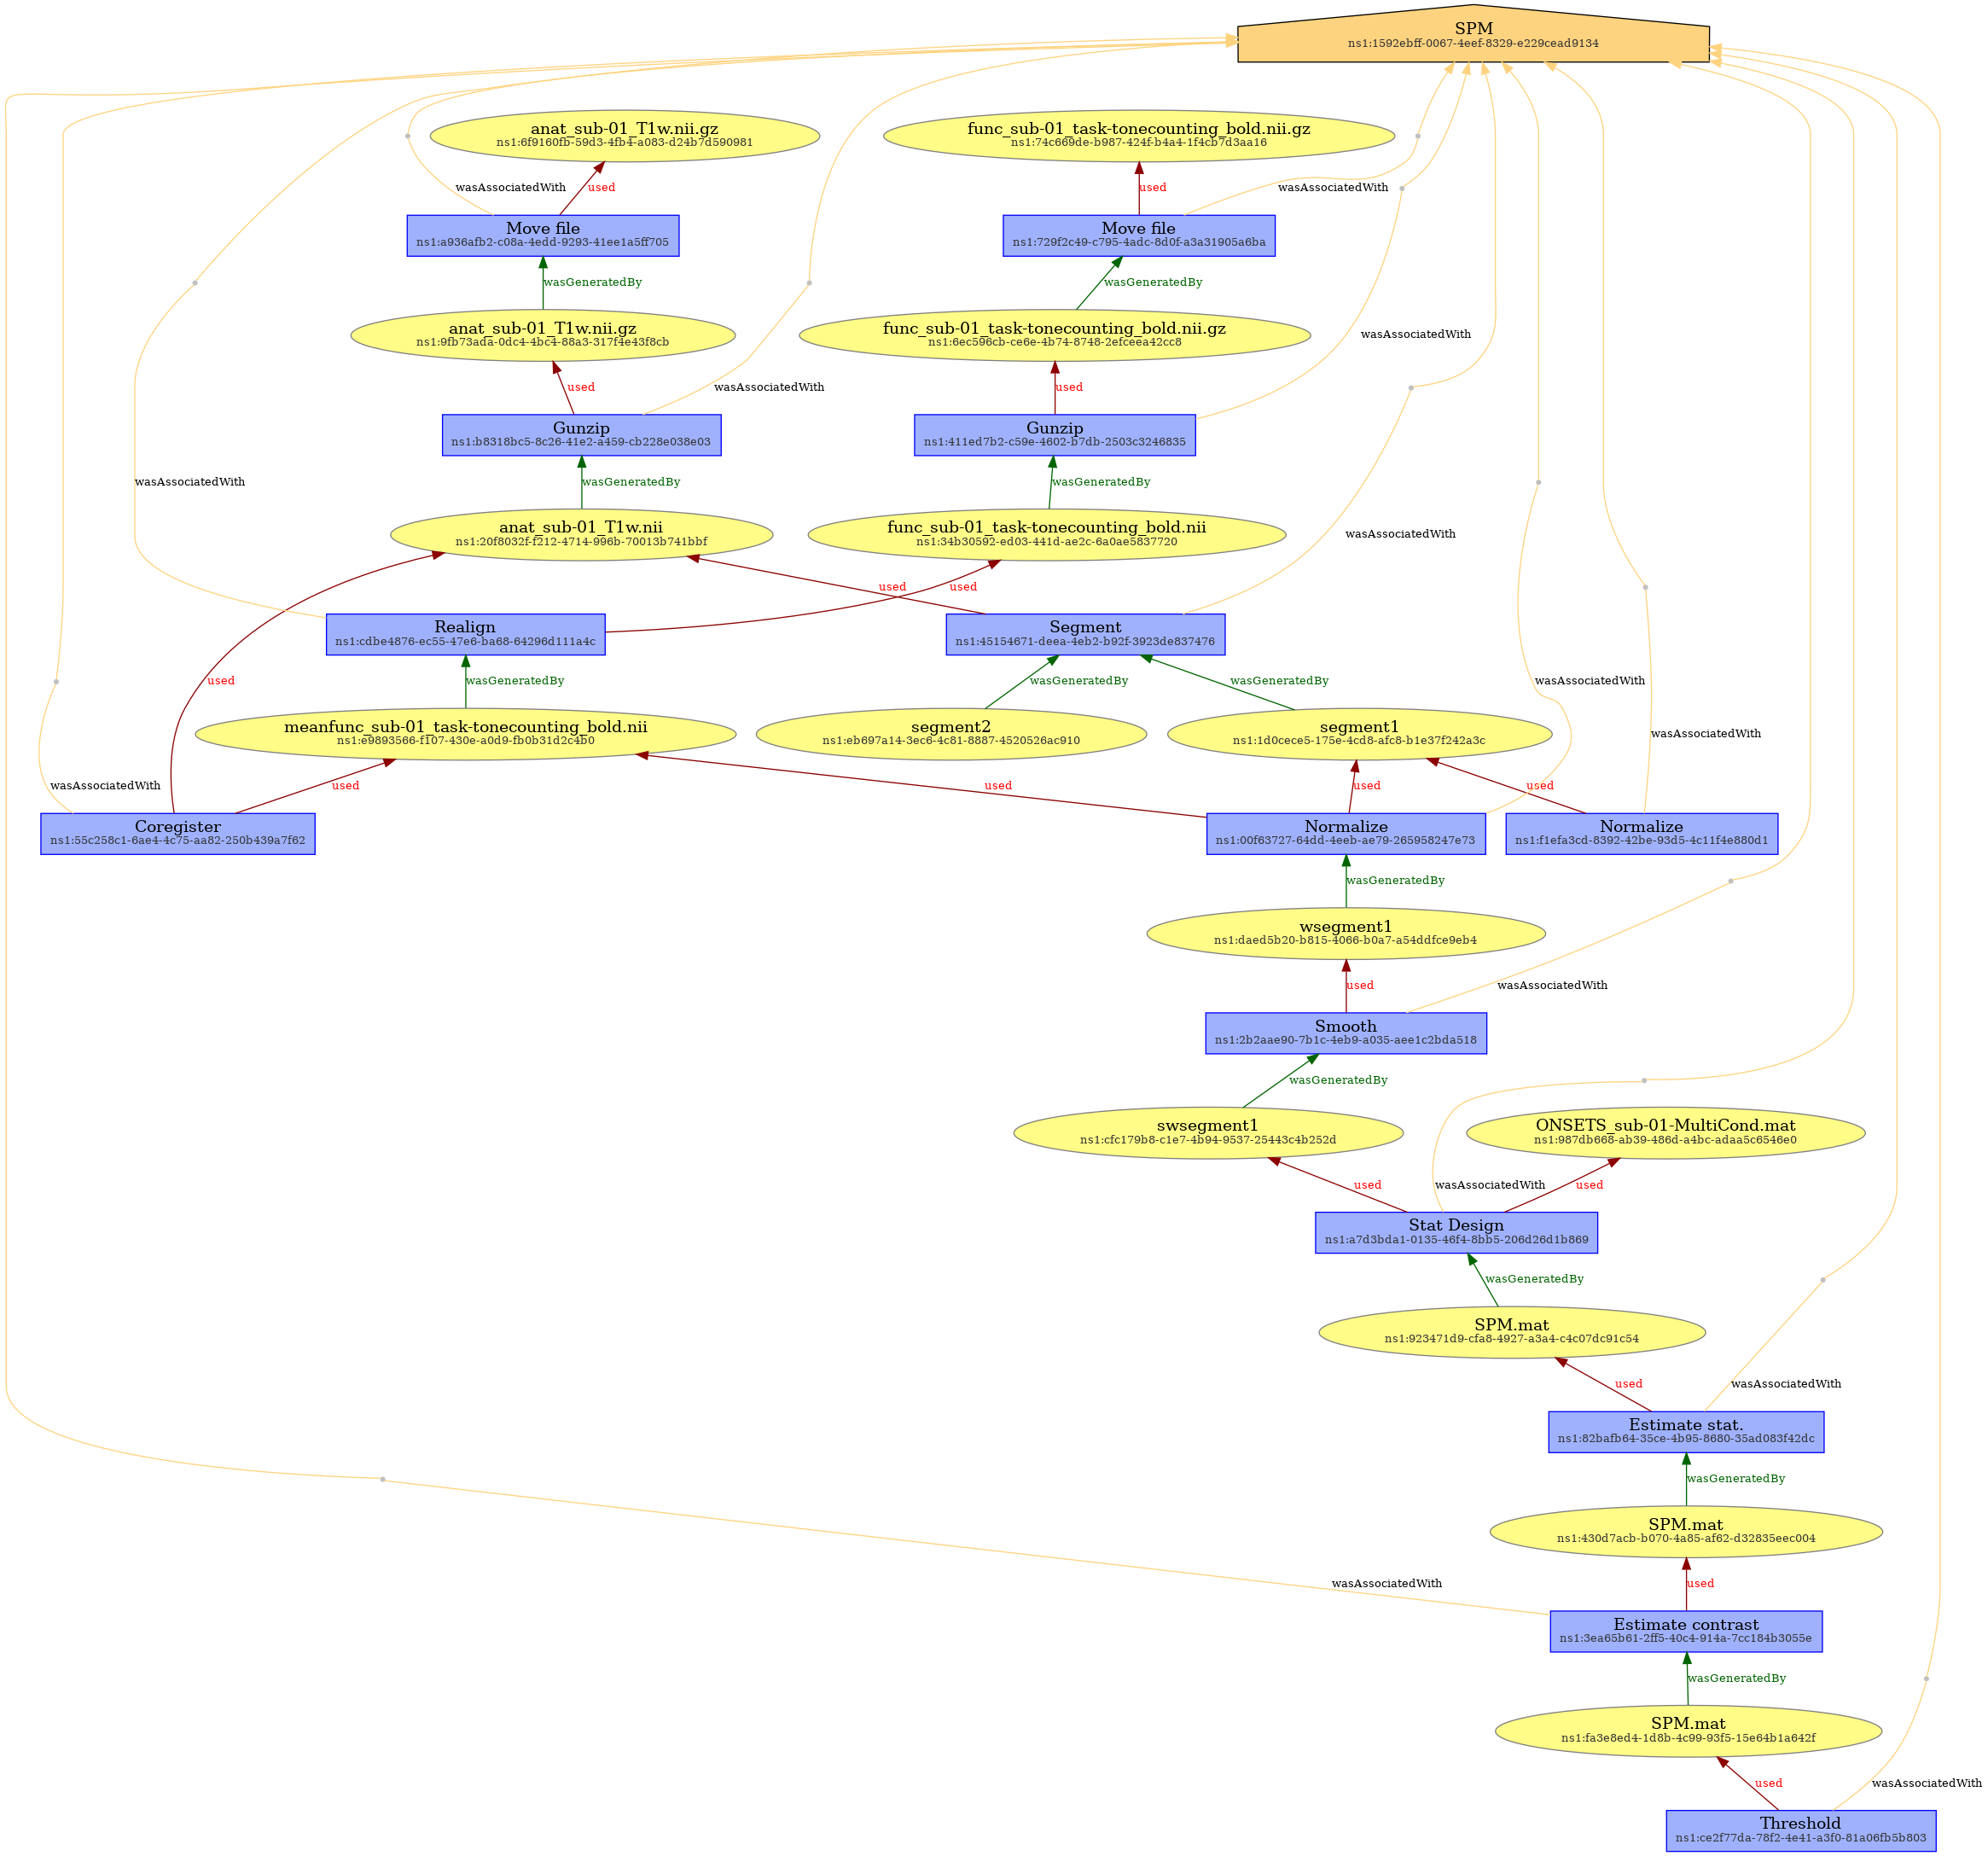 SPM
ns1:1592ebff-0067-4eef-8329-e229cead9134
anat_sub-01_T1w.nii.gz
ns1:6f9160fb-59d3-4fb4-a083-d24b7d590981
func_sub-01_task-tonecounting_bold.nii.gz
ns1:74c669de-b987-424f-b4a4-1f4cb7d3aa16
wasAssociatedWith
used
used
wasAssociatedWith
Move file
ns1:a936afb2-c08a-4edd-9293-41ee1a5ff705
Move file
ns1:729f2c49-c795-4adc-8d0f-a3a31905a6ba
wasGeneratedBy
wasGeneratedBy
anat_sub-01_T1w.nii.gz
ns1:9fb73ada-0dc4-4bc4-88a3-317f4e43f8cb
func_sub-01_task-tonecounting_bold.nii.gz
ns1:6ec596cb-ce6e-4b74-8748-2efceea42cc8
wasAssociatedWith
used
wasAssociatedWith
used
Gunzip
ns1:b8318bc5-8c26-41e2-a459-cb228e038e03
Gunzip
ns1:411ed7b2-c59e-4602-b7db-2503c3246835
wasAssociatedWith
wasGeneratedBy
wasGeneratedBy
anat_sub-01_T1w.nii
ns1:20f8032f-f212-4714-996b-70013b741bbf
func_sub-01_task-tonecounting_bold.nii
ns1:34b30592-ed03-441d-ae2c-6a0ae5837720
wasAssociatedWith
used
used
Realign
ns1:cdbe4876-ec55-47e6-ba68-64296d111a4c
Segment
ns1:45154671-deea-4eb2-b92f-3923de837476
used
wasGeneratedBy
wasGeneratedBy
wasGeneratedBy
wasAssociatedWith
meanfunc_sub-01_task-tonecounting_bold.nii
ns1:e9893566-f107-430e-a0d9-fb0b31d2c4b0
segment2
ns1:eb697a14-3ec6-4c81-8887-4520526ac910
segment1
ns1:1d0cece5-175e-4cd8-afc8-b1e37f242a3c
wasAssociatedWith
wasAssociatedWith
used
used
used
used
Coregister
ns1:55c258c1-6ae4-4c75-aa82-250b439a7f62
Normalize
ns1:00f63727-64dd-4eeb-ae79-265958247e73
Normalize
ns1:f1efa3cd-8392-42be-93d5-4c11f4e880d1
wasGeneratedBy
wsegment1
ns1:daed5b20-b815-4066-b0a7-a54ddfce9eb4
used
wasAssociatedWith
Smooth
ns1:2b2aae90-7b1c-4eb9-a035-aee1c2bda518
wasGeneratedBy
swsegment1
ns1:cfc179b8-c1e7-4b94-9537-25443c4b252d
ONSETS_sub-01-MultiCond.mat
ns1:987db668-ab39-486d-a4bc-adaa5c6546e0
used
wasAssociatedWith
used
Stat Design
ns1:a7d3bda1-0135-46f4-8bb5-206d26d1b869
wasGeneratedBy
SPM.mat
ns1:923471d9-cfa8-4927-a3a4-c4c07dc91c54
used
wasAssociatedWith
Estimate stat.
ns1:82bafb64-35ce-4b95-8680-35ad083f42dc
wasGeneratedBy
SPM.mat
ns1:430d7acb-b070-4a85-af62-d32835eec004
wasAssociatedWith
used
Estimate contrast
ns1:3ea65b61-2ff5-40c4-914a-7cc184b3055e
wasGeneratedBy
SPM.mat
ns1:fa3e8ed4-1d8b-4c99-93f5-15e64b1a642f
used
wasAssociatedWith
Threshold
ns1:ce2f77da-78f2-4e41-a3f0-81a06fb5b803